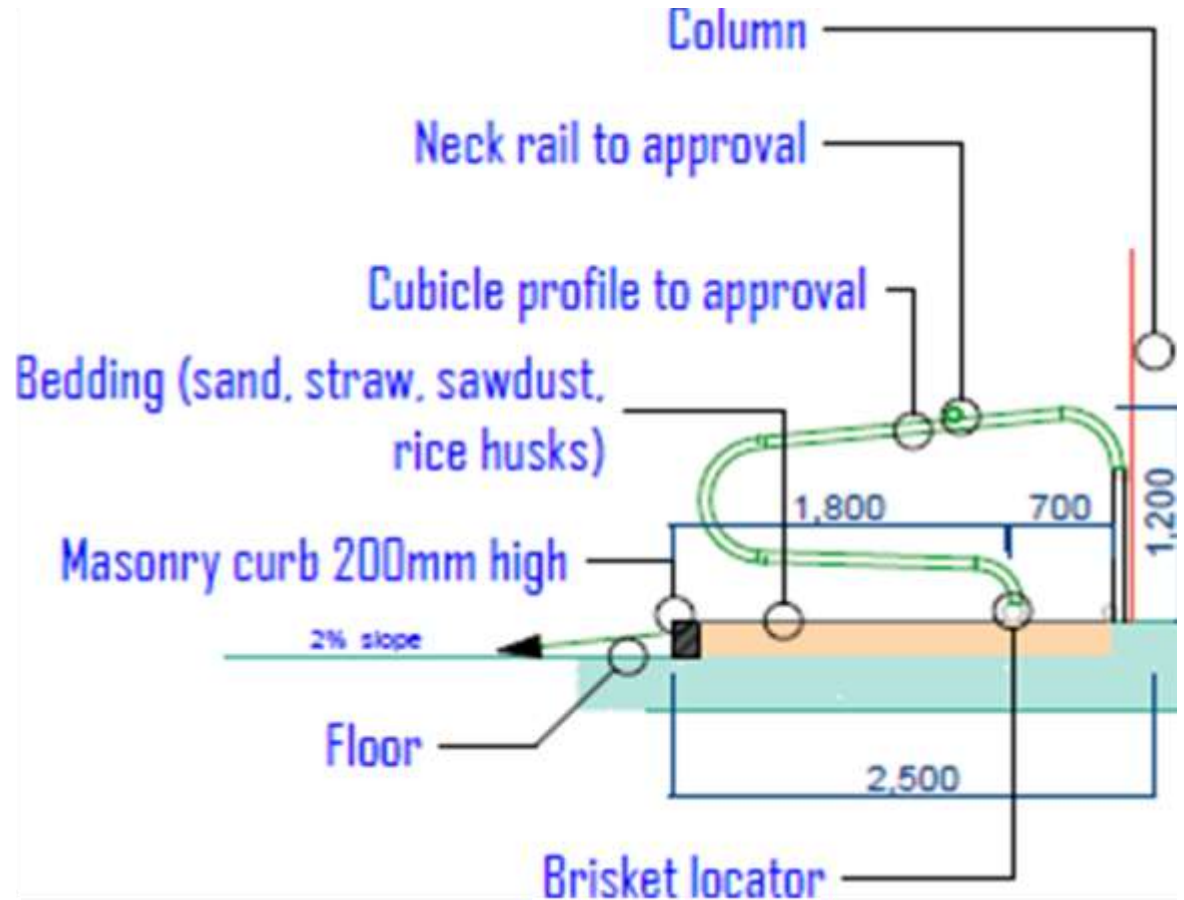 Column
Neck rail to approval
Cubicle profile to approval
Bedding (sand, straw, sawdust,
rice husks)
1,800
700
1,200
Masonry curb 200mm high
2% slope
Floor
2,500
Brisket locator